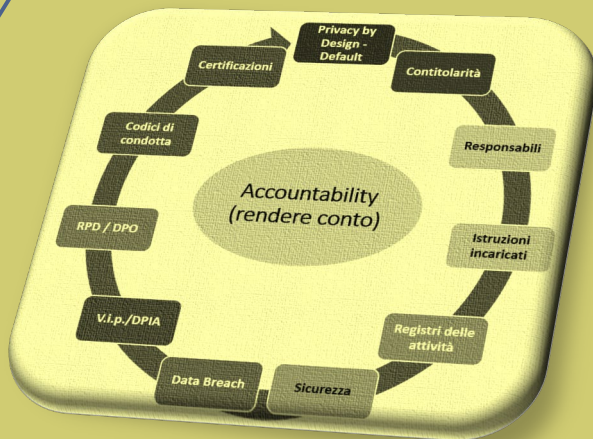 Privacy by
Design -
Default
Contitolarità
Responsabili
Istruzioni
incaricati
Registri delle
attività
Sicurezza
Data Breach
V.i.p./DPIA
RPD / DPO
Codici di
condotta
Certificazioni
Accountability
(rendere conto)